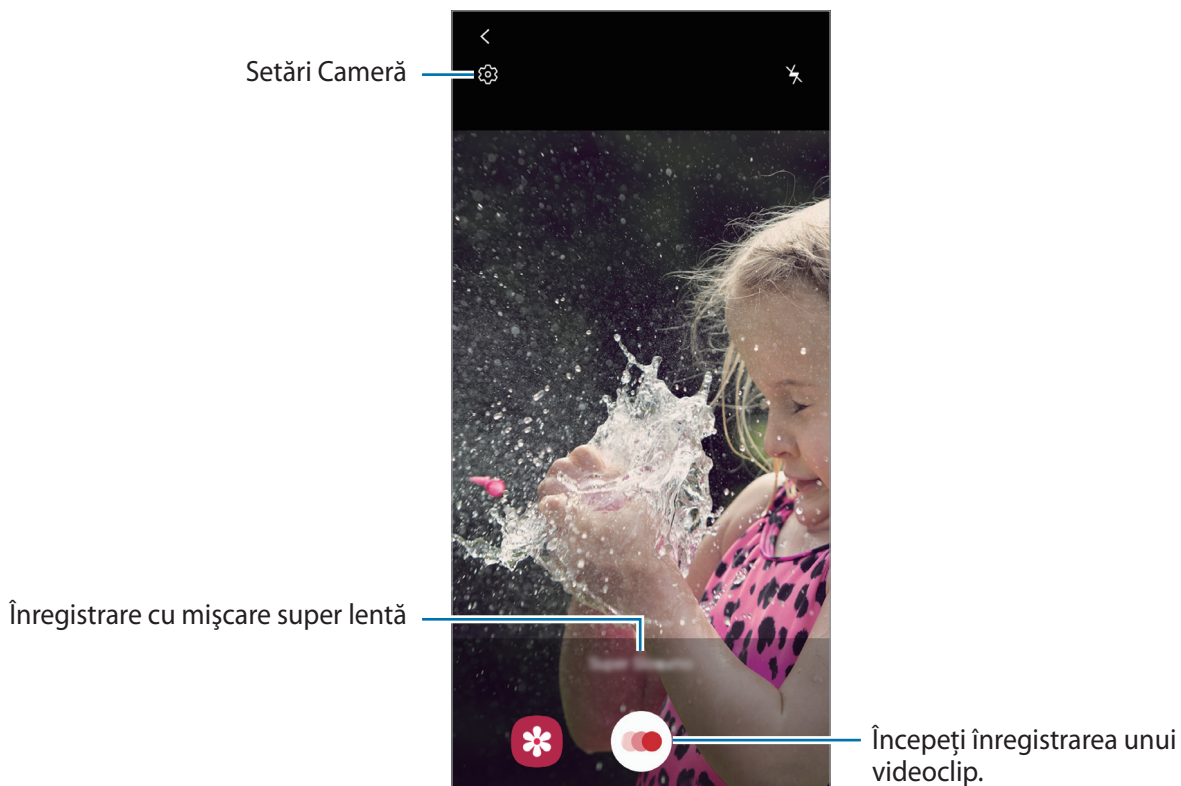 Setări Cameră
Înregistrare cu mişcare super lentă
Începeţi înregistrarea unui
videoclip.